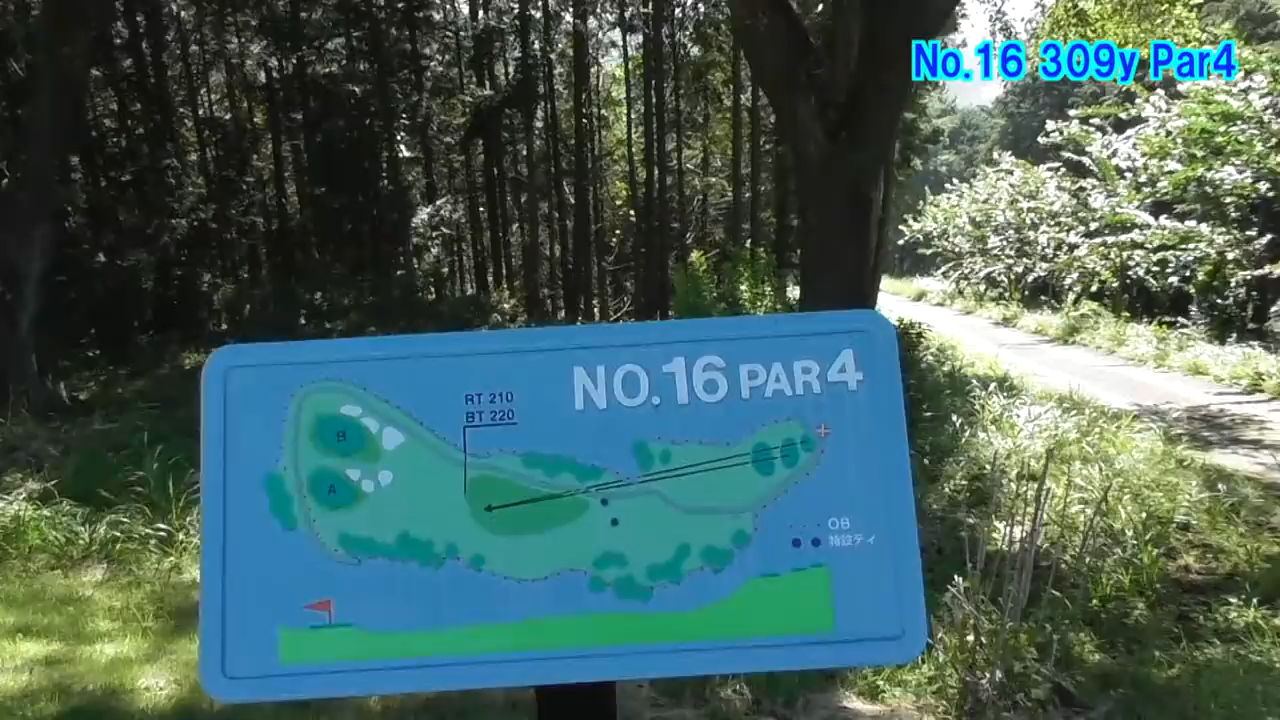 No.16 309y Par4
NO.16 PAR4
RT 210
BT 220
B
A
OB
特設ティ